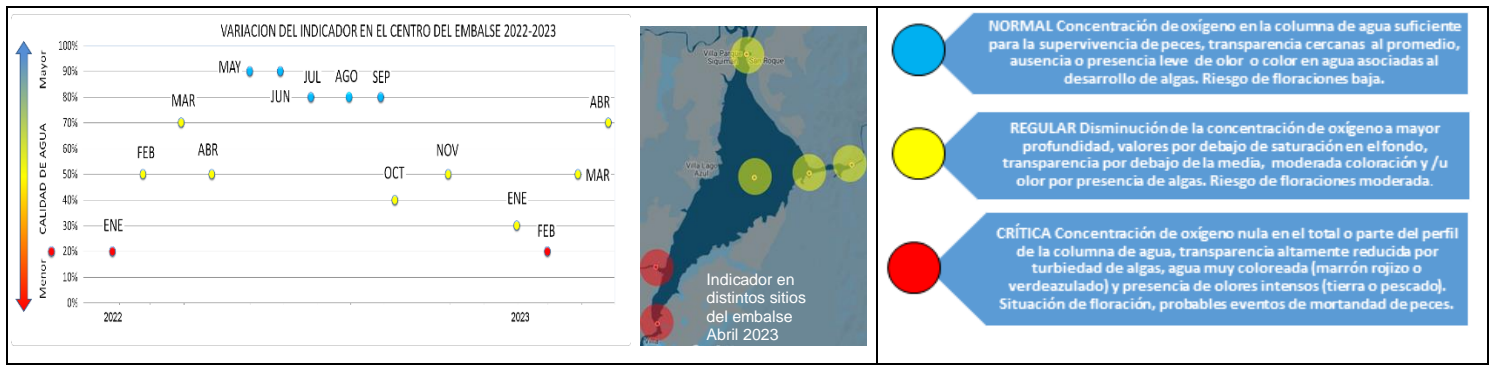 VARIACION DEL INDICADOR EN EL CENTRO DEL EMBALSE 2022-2023
Mayor
CALIDAD DE AGUA
Menor
100%
90%
80%
70%
60%
50%
40%
30%
20%
10%
0%
ENE
FEB
MAR
ABR
MAY
JUN
JUL
AGO
SEP
OCT
NOV
ENE
FEB
MAR
ABR
2022
2023
Siquiman
San Roque
Villa Lago
Azul
Indicador en
distintos sitios
del embalse
Abril 2023
NORMAL Concentración de oxígeno en la columna de agua suficiente
para la supervivencia de peces, transparencia cercanas al promedio,
ausencia o presencia leve de olor o color en agua asociadas al
desarrollo de algas. Riesgo de floraciones baja.
REGULAR Disminución de la concentración de oxígeno a mayor
profundidad, valores por debajo de saturación en el fondo,
transparencia por debajo de la media, moderada coloración y /u
olor por presencia de algas. Riesgo de floraciones moderada.
CRÍTICA Concentración de oxígeno nula en el total o parte del perfil
de la columna de agua, transparencia altamente reducida por
turbiedad de algas, agua muy coloreada (marrón rojizo o
verdeazulado) y presencia de olores intensos (tierra o pescado).
Situación de floración, probables eventos de mortandad de peces.